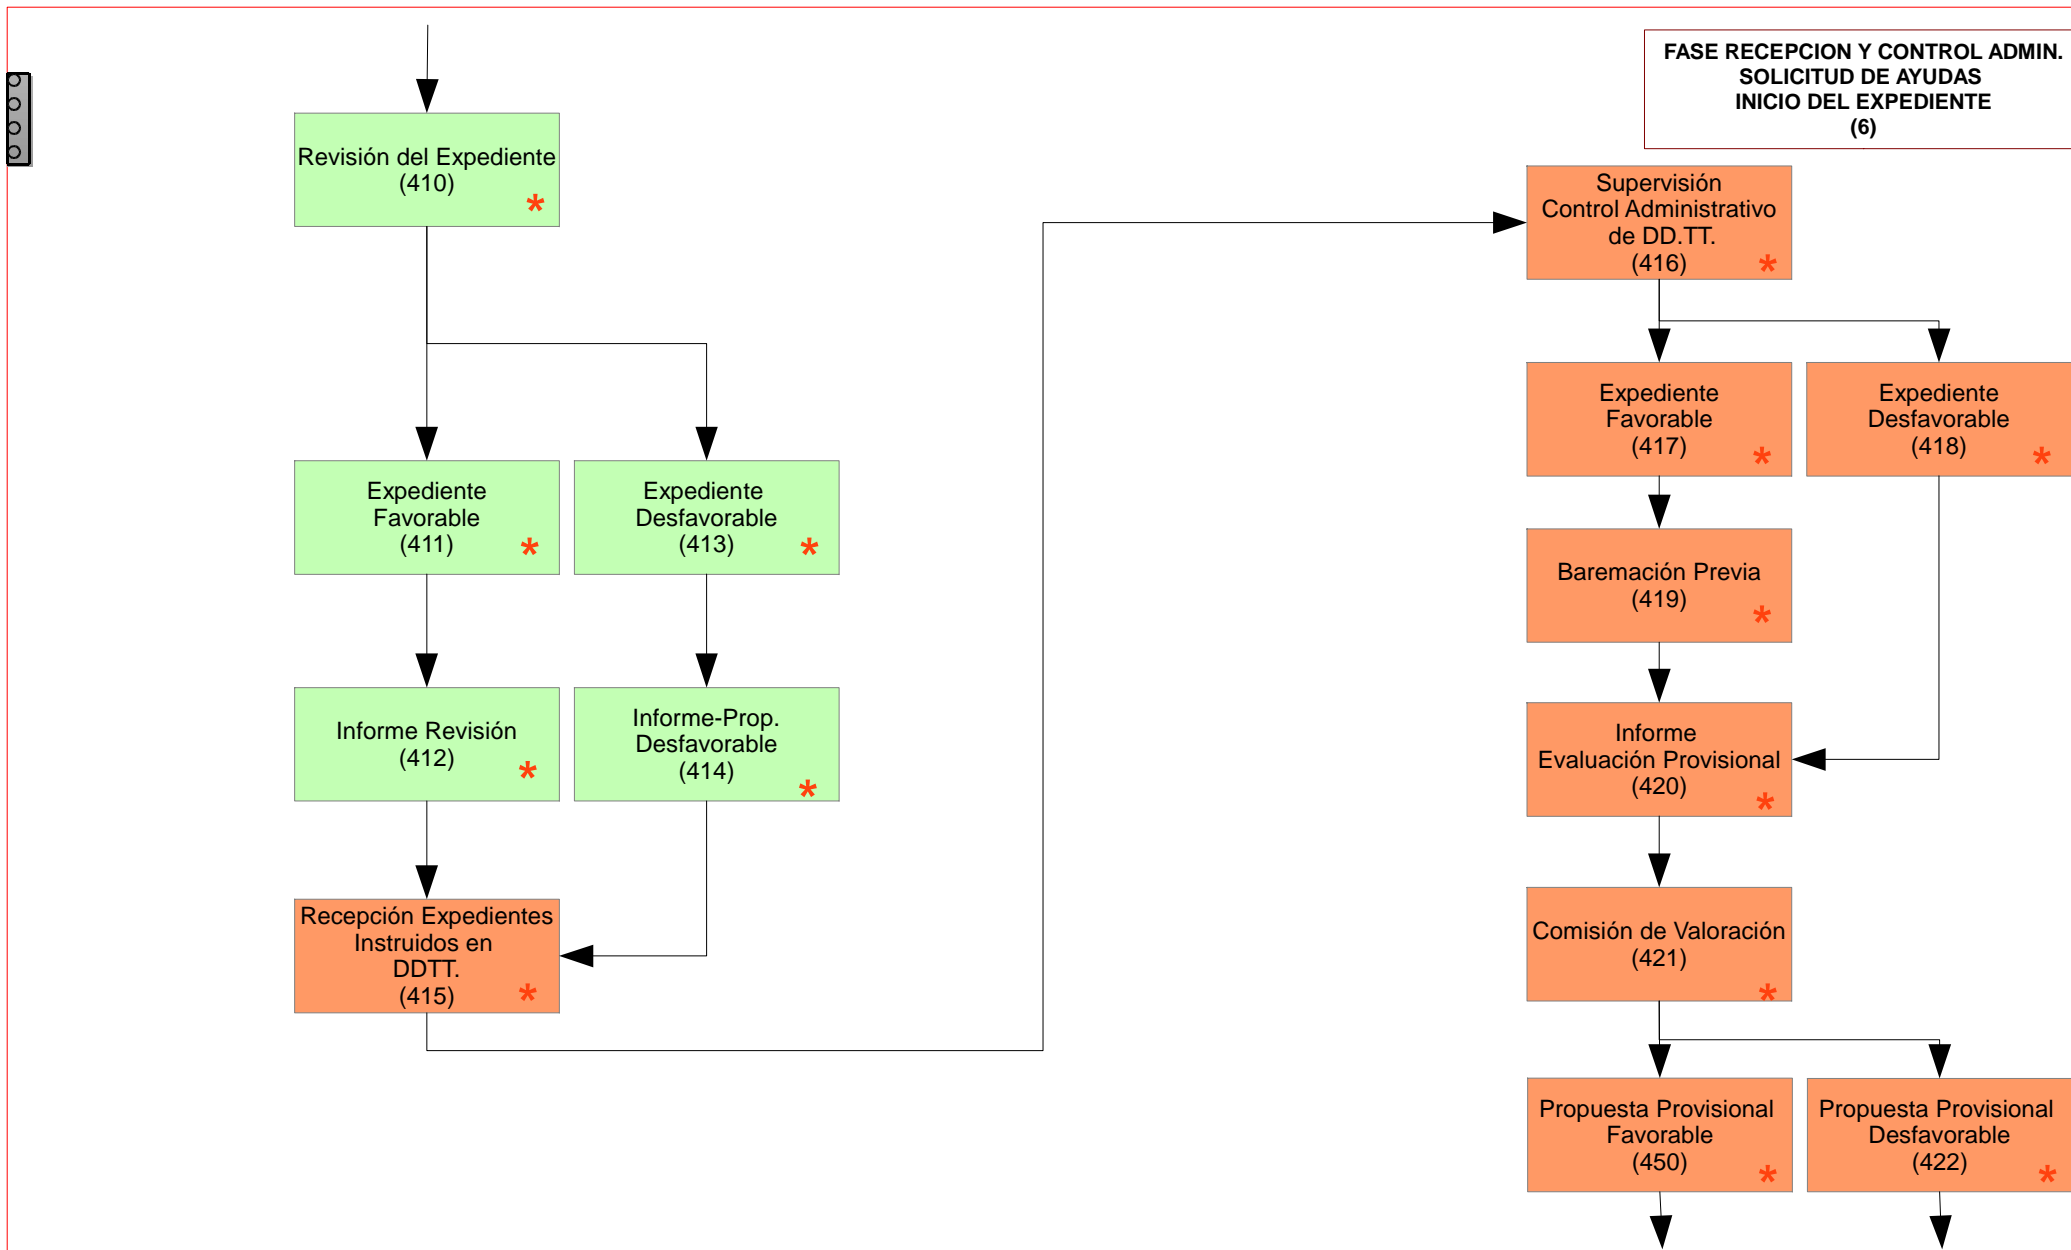 FASE RECEPCION Y CONTROL ADMIN.
SOLICITUD DE AYUDAS
INICIO DEL EXPEDIENTE
(6)
Revisión del Expediente
(410)
*
Expediente
Favorable
(411)
*
Expediente
Desfavorable
(413)
*
Informe Revisión
(412)
*
Informe-Prop.
Desfavorable
(414)
*
Recepción Expedientes
Instruidos en
DDTT.
(415)
*
Supervisión
Control Administrativo
de DD.TT.
(416)
*
Expediente
Favorable
(417)
*
Expediente
Desfavorable
(418)
*
Baremación Previa
(419)
*
Informe
Evaluación Provisional
(420)
*
Comisión de Valoración
(421)
*
Propuesta Provisional
Favorable
(450)
*
Propuesta Provisional
Desfavorable
(422)
*